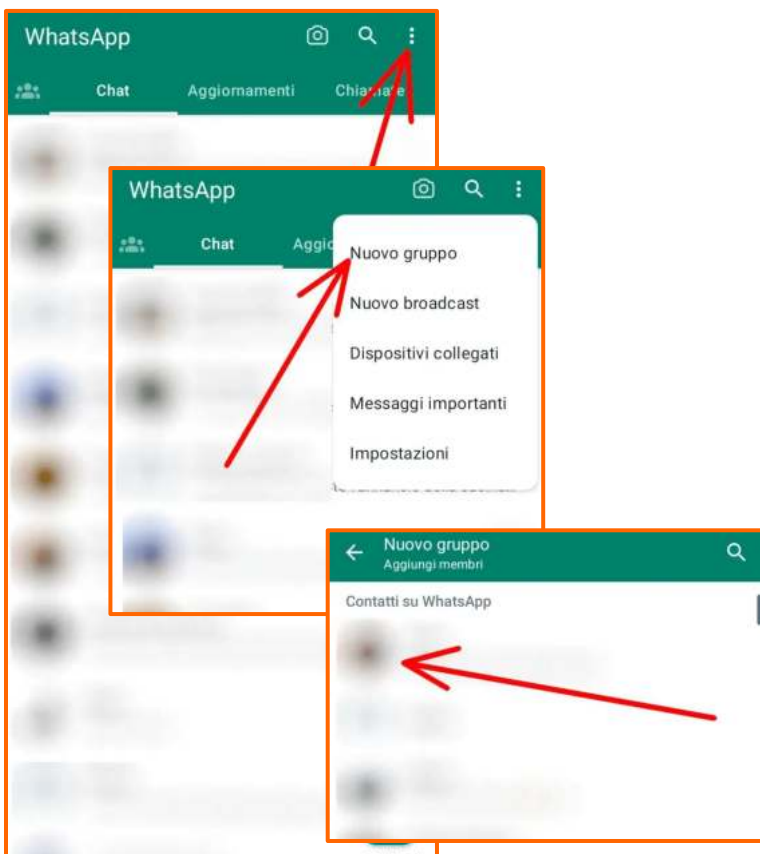 WhatsApp
Chat Aggiornamenti Chiamate
WhatsApp
Chat
Nuovo gruppo
Nuovo broadcast
Dispositivi collegati
Messaggi importanti
Impostazioni
Nuovo gruppo
Aggiungi membri
Contatti su WhatsApp